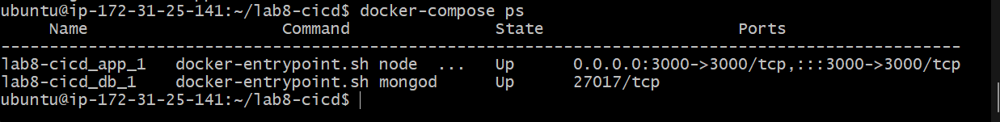 ubuntu@ip-172-31-25-141:~/lab8-cicd$ docker-compose ps
Name Command State Ports
--------------------------------------------------------------------------------------------------
lab8-cicd_app_1 docker-entrypoint.sh node ... Up 0.0.0.0:3000->3000/tcp,:::3000->3000/tcp
lab8-cicd_db_1 docker-entrypoint.sh mongod Up 27017/tcp
ubuntu@ip-172-31-25-141:~/lab8-cicd$